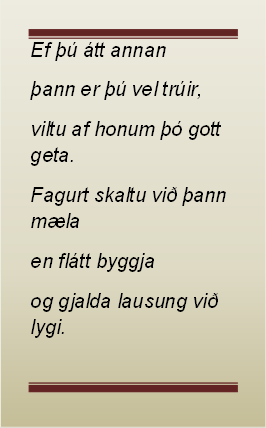 Ef þú átt annan
þann er þú vel trúir,
viltu af honum þó gott
geta.
Fagurt skaltu við þann
mæla
en flátt byggja
og gjalda lausung við
lygi.